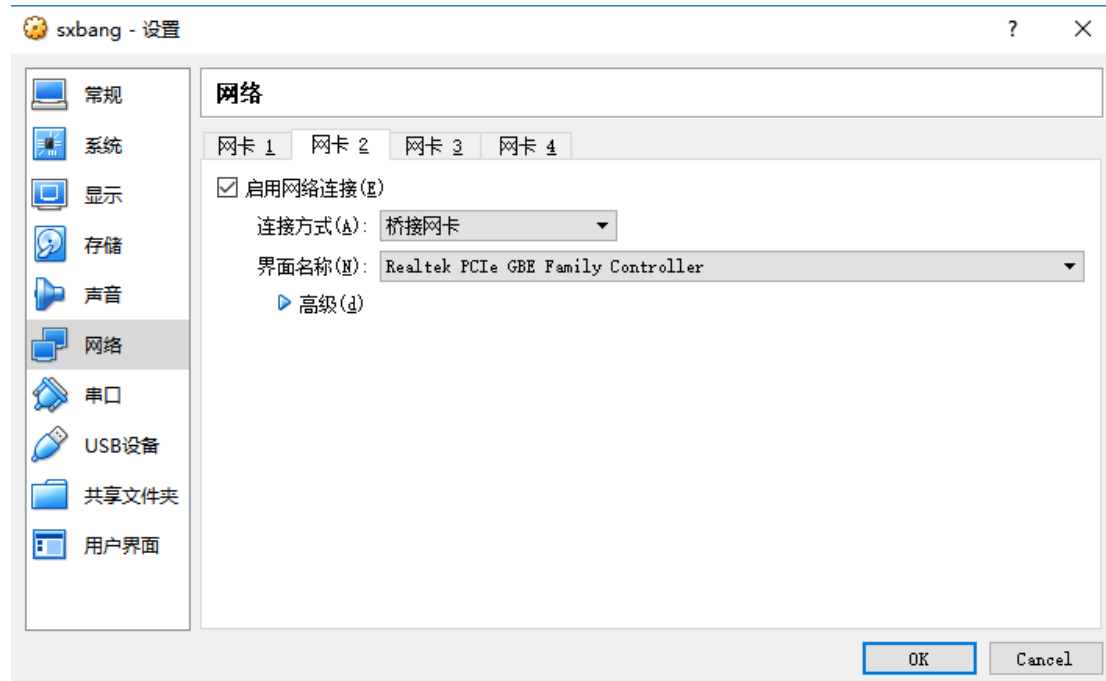 sxbang - 设置
?
常规
系统
显示
存储
声音
网络
串口
USB设备
共享文件夹
用户界面
网络
网卡 1 网卡 2 网卡 3 网卡 4
启用网络连接(E)
连接方式(A): 桥接网卡
界面名称(N): Realtek PCIe GBE Family Controller
高级(d)
OK Cancel